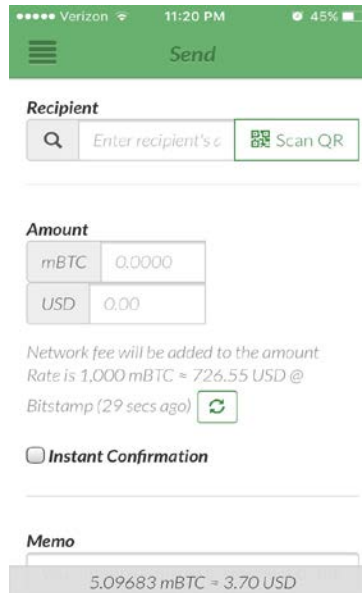 Verizon 11:20 PM 45%
Send
Recipient
Enter recipient's Scan QR
Amount
mBTC 0.0000
USD 0.00
Network fee will be added to the amount
Rate is 1,000 mBTC ≈ 726.55 USD @
Bitstamp (29 secs ago)
Instant Confirmation
Memo
5.09683 mBTC ≈ 3.70 USD